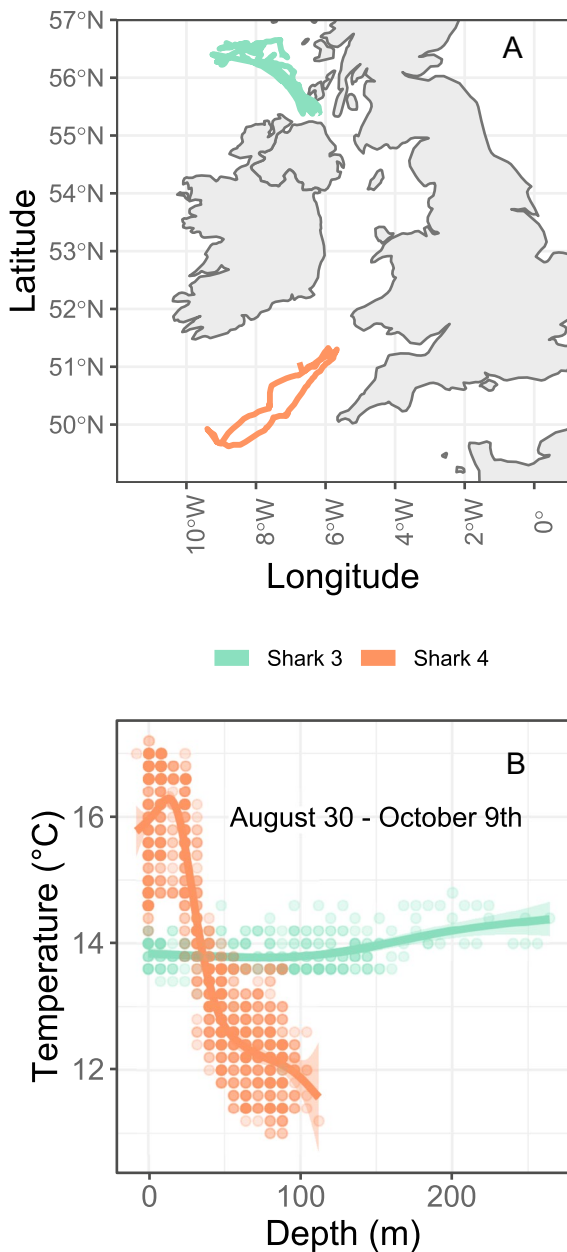 57°N
A
56°N
55°N
54°N
53°N
52°N
51°N
50°N
Latitude
10°W
8°W
6°W
4°W
2°W
0°
Longitude
Shark 3
Shark 4
B
August 30 - October 9th
16
14
12
Temperature (°C)
0
100
200
Depth (m)